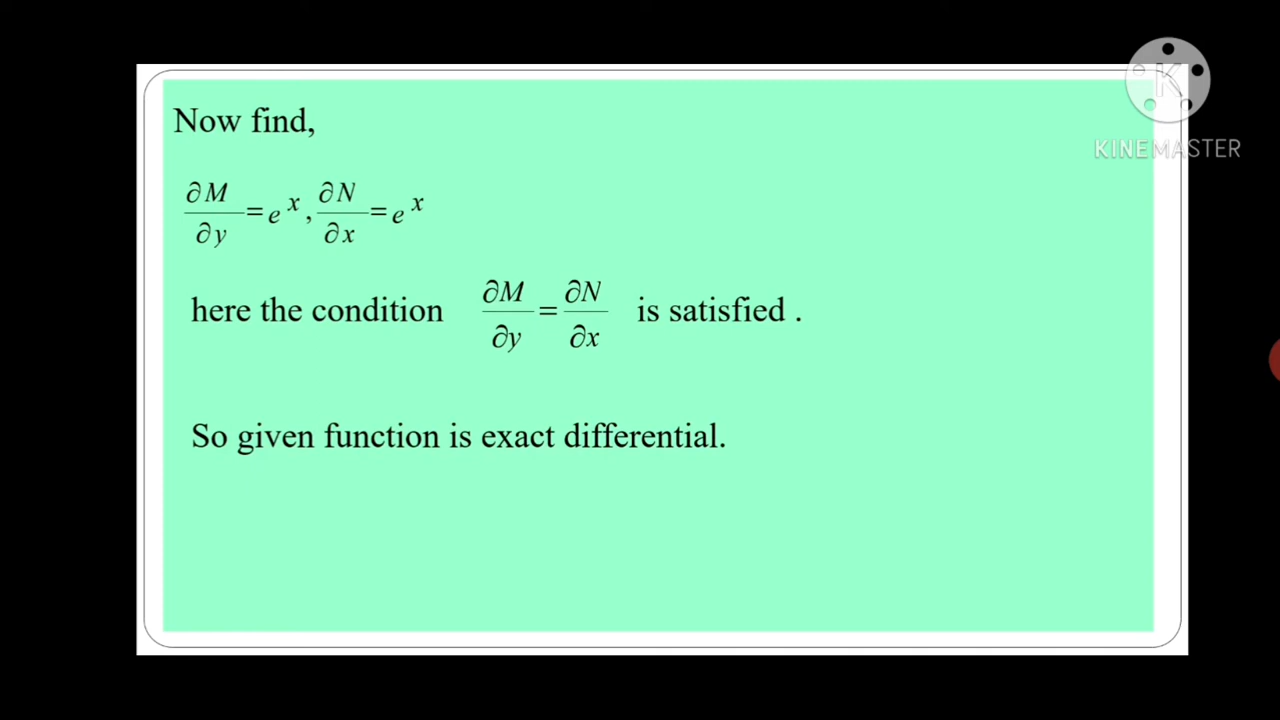 KINEMASTER
Now find,
∂M/∂y = e^x, ∂N/∂x = e^x
here the condition ∂M/∂y = ∂N/∂x is satisfied .
So given function is exact differential.